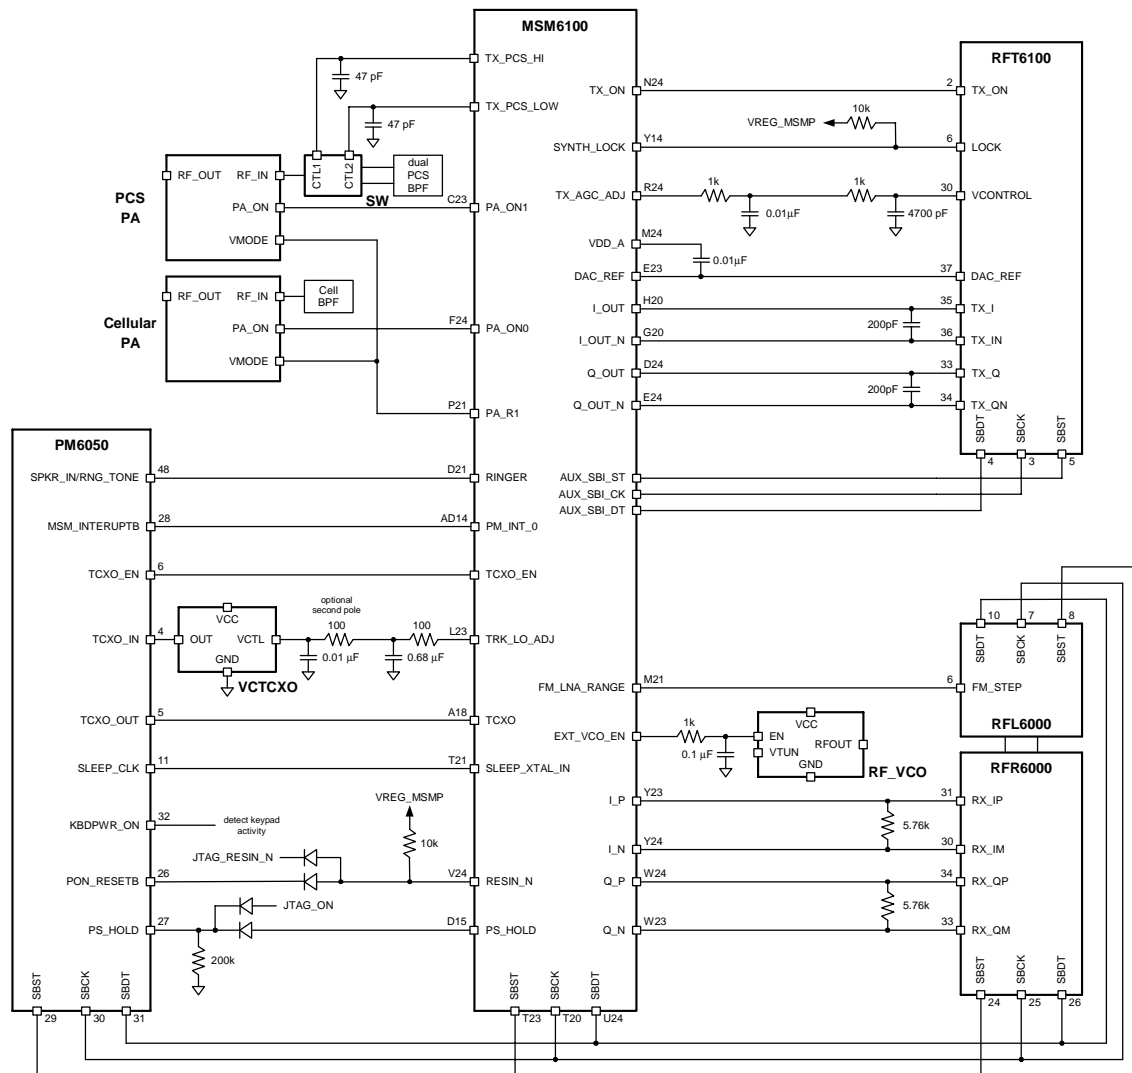 MSM6100
TX_PCS_HI
47 pF
TX_PCS_LOW
47 pF
CTL1
CTL2
dual
PCS
BPF
SW
PCS
PA
RF_OUT
RF_IN
PA_ON
VMODE
C23
PA_ON1
Cellular
PA
RF_OUT
RF_IN
Cell
BPF
PA_ON
VMODE
F24
PA_ON0
P21
PA_R1
RFT6100
TX_ON
N24
2
TX_ON
VREG_MSMP
10k
SYNTH_LOCK
Y14
6
LOCK
TX_AGC_ADJ
R24
1k
0.01µF
1k
4700 pF
30
VCONTROL
VDD_A
M24
0.01µF
DAC_REF
E23
37
DAC_REF
I_OUT
H20
35
TX_I
200pF
I_OUT_N
G20
36
TX_IN
Q_OUT
D24
33
TX_Q
200pF
Q_OUT_N
E24
34
TX_QN
SBDT
SBCK
SBST
4
3
5
AUX_SBI_ST
AUX_SBI_CK
AUX_SBI_DT
PM6050
SPKR_IN/RNG_TONE
48
D21
RINGER
MSM_INTERUPTB
28
AD14
PM_INT_0
TCXO_EN
6
TCXO_EN
TCXO_IN
4
VCC
OUT
VCTL
GND
VCTCXO
optional
second pole
100
0.01 µF
100
0.68 µF
L23
TRK_LO_ADJ
TCXO_OUT
5
A18
TCXO
SLEEP_CLK
11
T21
SLEEP_XTAL_IN
KBDPWR_ON
32
detect keypad
activity
VREG_MSMP
10k
JTAG_RESIN_N
PON_RESETB
26
V24
RESIN_N
JTAG_ON
PS_HOLD
27
D15
PS_HOLD
200k
SBST
SBCK
SBDT
29
30
31
SBST
SBCK
SBDT
T23
T20
U24
10
7
8
SBDT
SBCK
SBST
FM_LNA_RANGE
M21
6
FM_STEP
RFL6000
EXT_VCO_EN
1k
0.1 µF
VCC
EN
VTUN
RFOUT
GND
RF_VCO
RFR6000
I_P
Y23
31
RX_IP
5.76k
I_N
Y24
30
RX_IM
Q_P
W24
34
RX_QP
5.76k
Q_N
W23
33
RX_QM
SBST
SBCK
SBDT
24
25
26